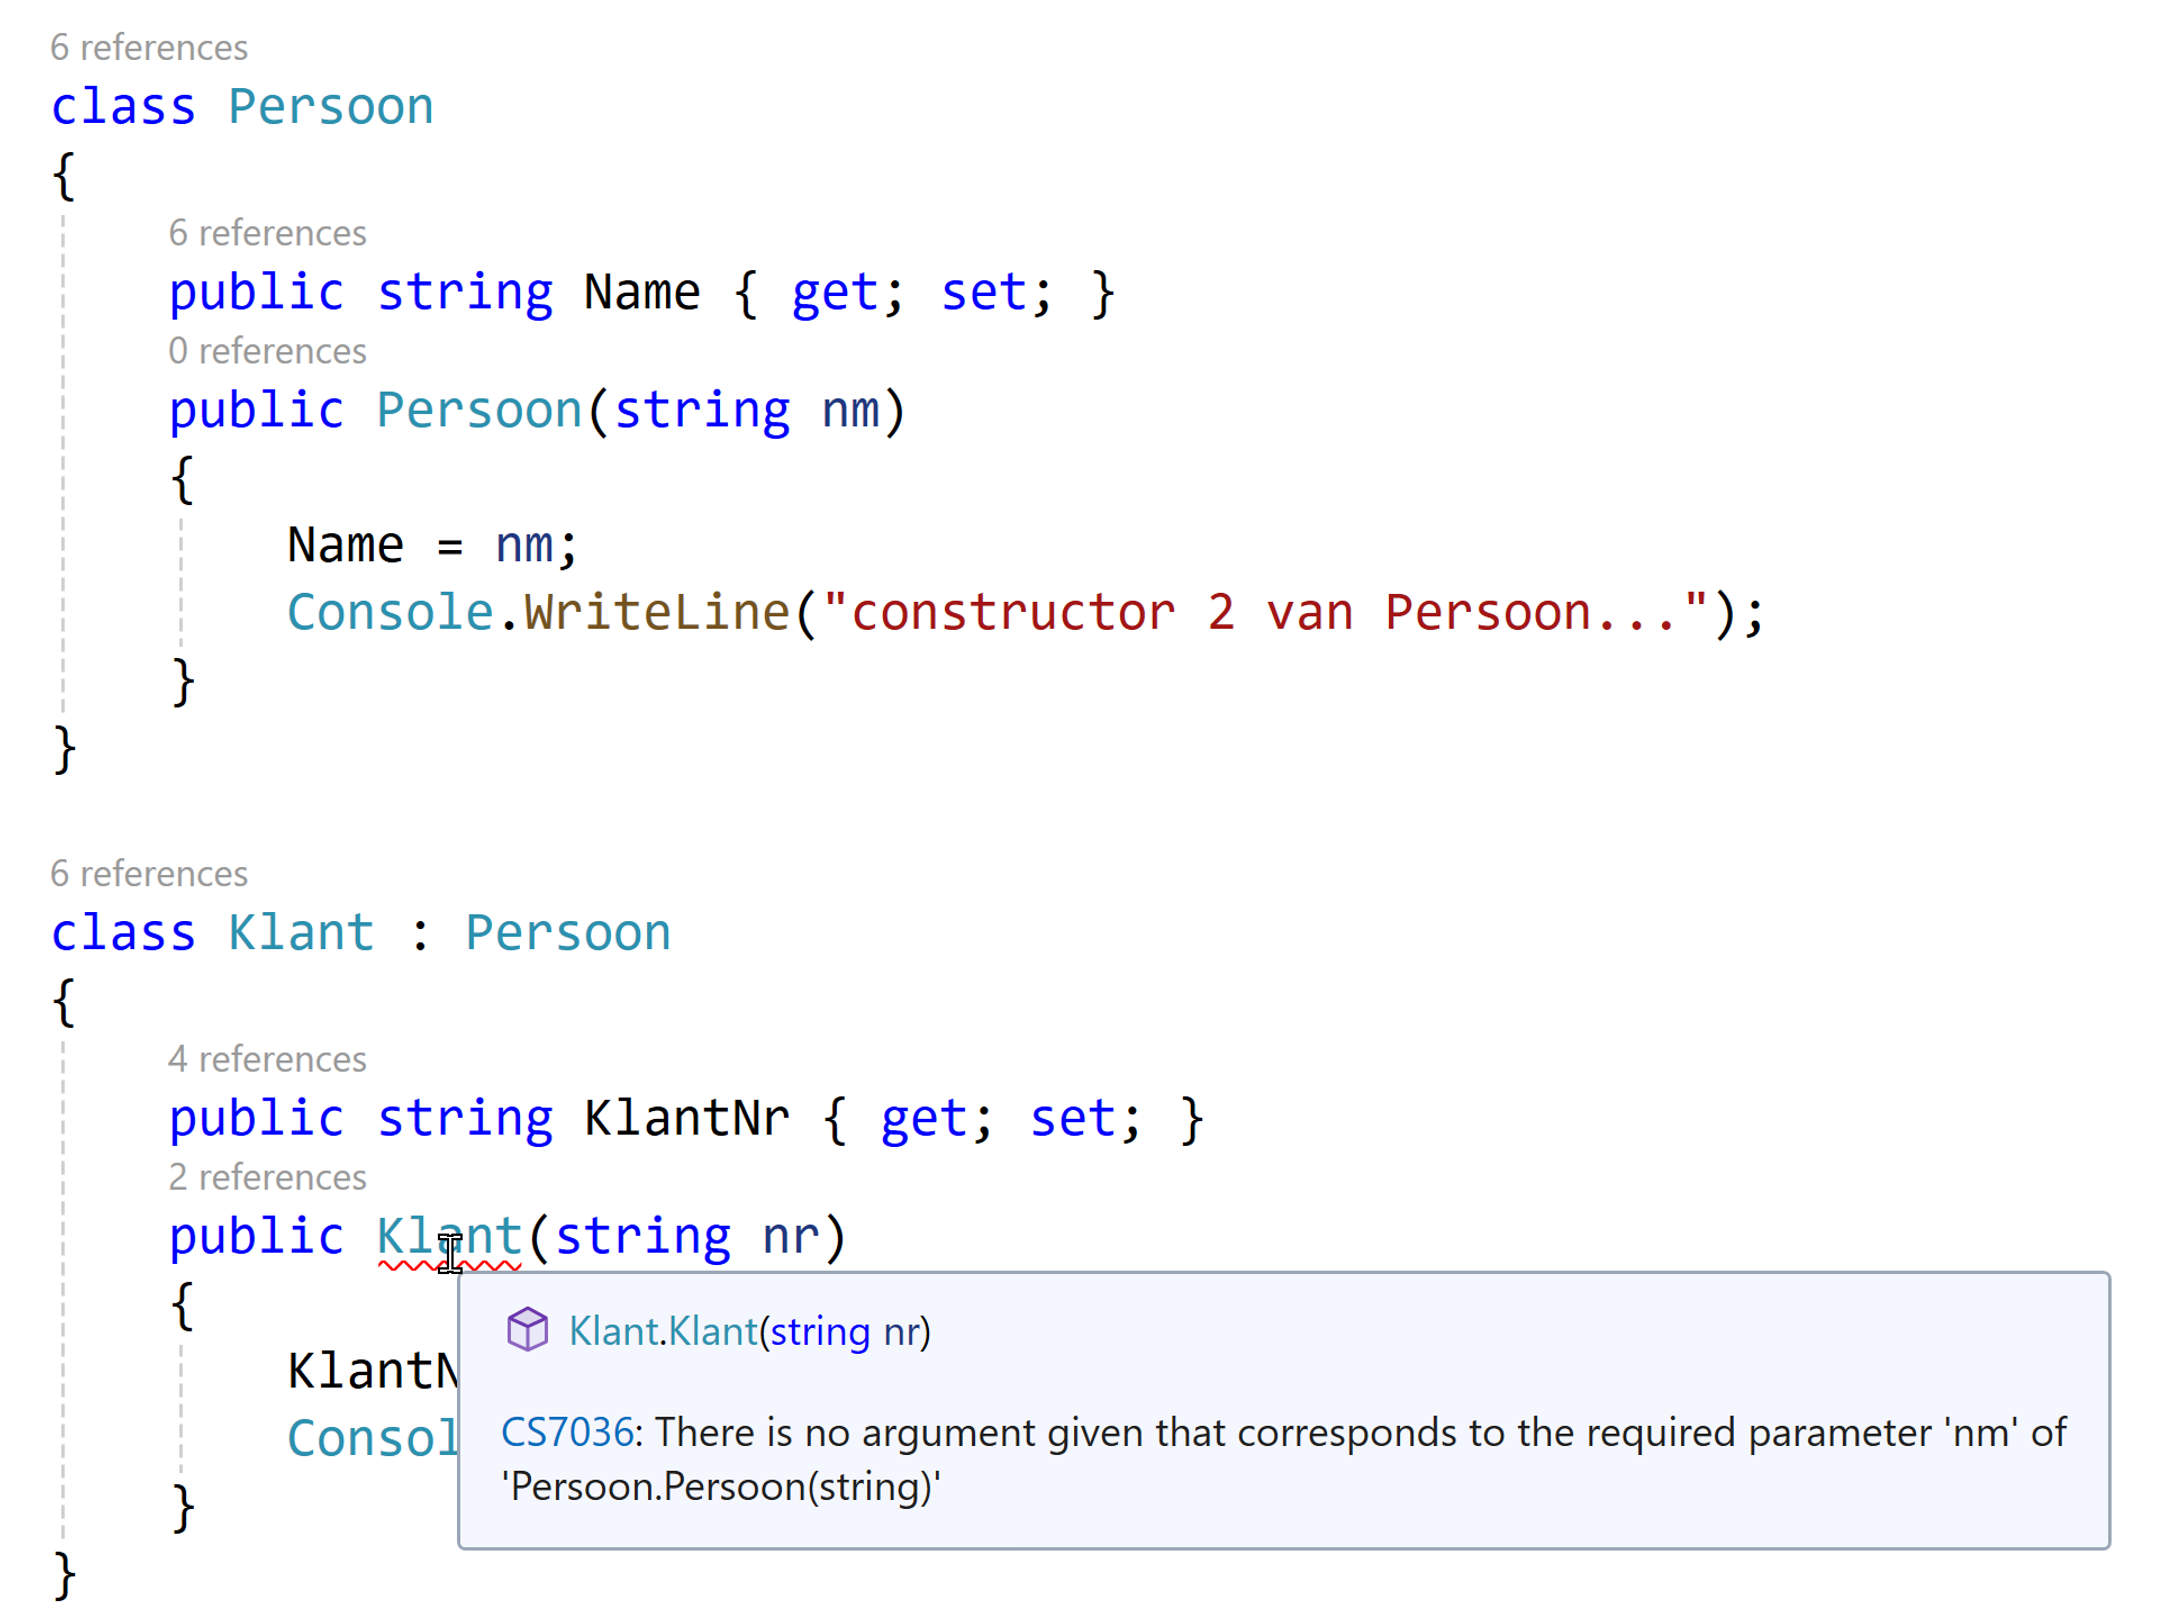 6 references
class Persoon
{
6 references
public string Name { get; set; }
0 references
public Persoon(string nm)
{
Name = nm;
Console.WriteLine("constructor 2 van Persoon...");
}
}
6 references
class Klant : Persoon
{
4 references
public string KlantNr { get; set; }
2 references
public Klant(string nr)
{
KlantN
Consol
}
}
Klant.Klant(string nr)
CS7036: There is no argument given that corresponds to the required parameter 'nm' of
'Persoon.Persoon(string)'